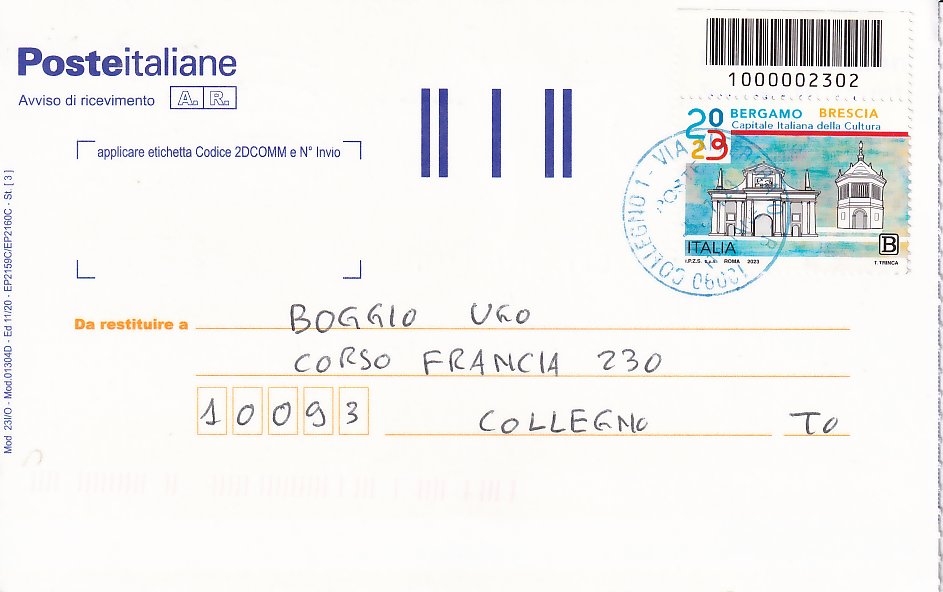 Posteitaliane
Avviso di ricevimento A. R.
applicare etichetta Codice 2DCOMM e N° Invio
1000002302
2023
BERGAMO BRESCIA
Capitale Italiana della Cultura
ITALIA
B
I.P.Z.S. S.p.A. ROMA 2023
T. TRINCA
COLLEGNO 1 - VIA
Da restituire a BOGGIO UGO
CORSO FRANCIA 230
10093 COLLEGNO TO
Mod 23I/O - Mod.01304D - Ed 11/20 - EP2159C/EP2160C - St. [ 3 ]